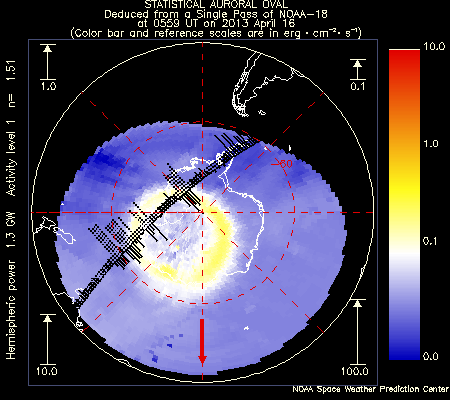 STATISTICAL AURORAL OVAL
Deduced from a Single Pass of NOAA-18
at 0559 UT on 2013 April 16
(Color bar and reference scales are in erg · cm⁻² · s⁻¹)
Hemispheric power 1.3 GW Activity level 1 n= 1.51
1.0
0.1
10.0
100.0
-60
10.0
1.0
0.1
0.0
NOAA Space Weather Prediction Center